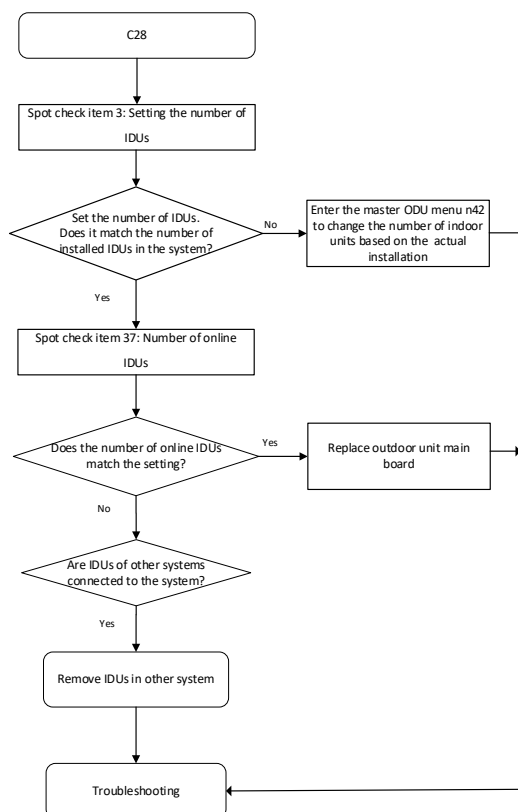 C28
Spot check item 3: Setting the number of
IDUs
Set the number of IDUs.
Does it match the number of
installed IDUs in the system?
No
Enter the master ODU menu n42
to change the number of indoor
units based on the actual
installation
Yes
Spot check item 37: Number of online
IDUs
Does the number of online IDUs
match the setting?
Yes
Replace outdoor unit main
board
No
Are IDUs of other systems
connected to the system?
Yes
Remove IDUs in other system
Troubleshooting